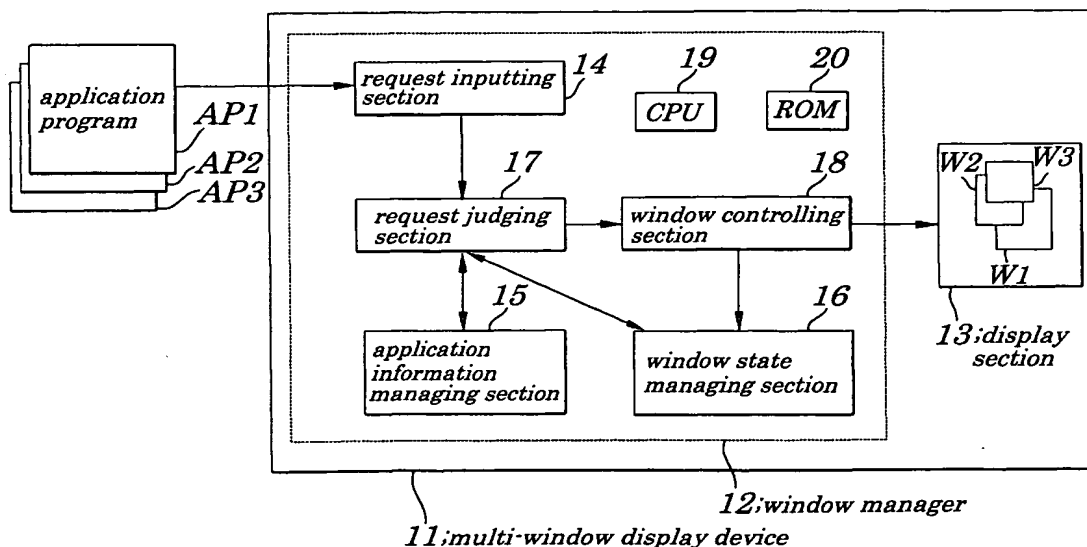 application
program
AP1
AP2
AP3
request inputting
section
14
19
CPU
20
ROM
17
request judging
section
18
window controlling
section
W2
W3
W1
13;display
section
15
application
information
managing section
16
window state
managing section
12;window manager
11;multi-window display device